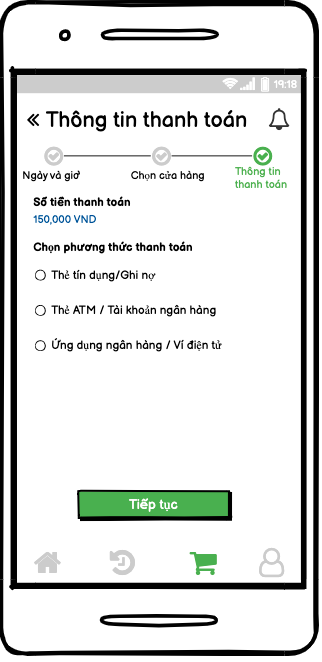 19:18
Thông tin thanh toán
Ngày và giờ
Chọn cửa hàng
Thông tin
thanh toán
Số tiền thanh toán
150,000 VND
Chọn phương thức thanh toán
Thẻ tín dụng/Ghi nợ
Thẻ ATM / Tài khoản ngân hàng
Ứng dụng ngân hàng / Ví điện tử
Tiếp tục